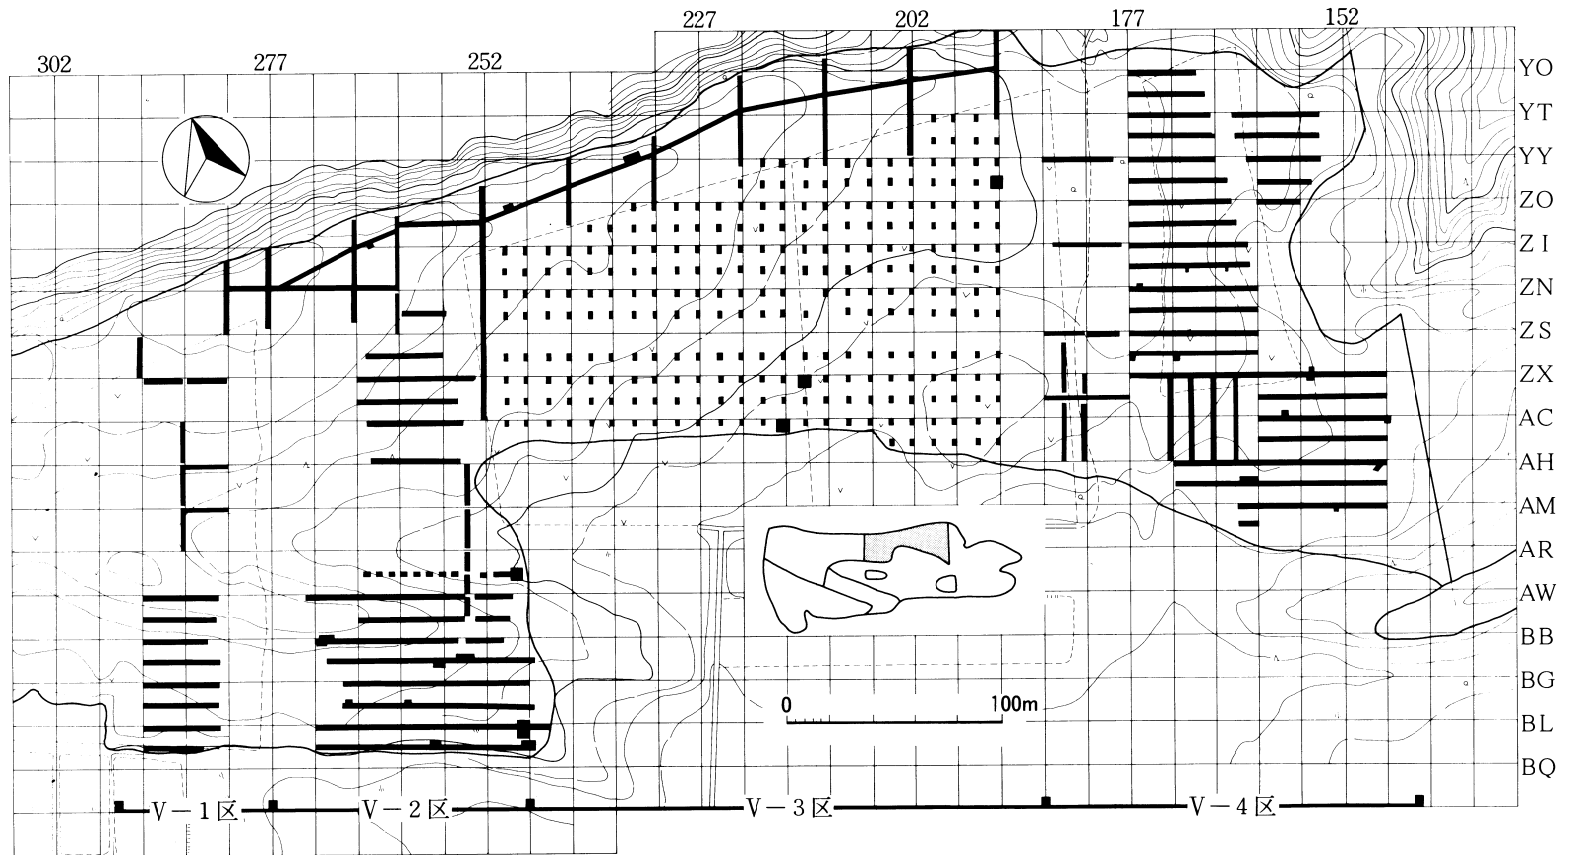 227 202 177 152
302 277 252
YO
YT
YY
ZO
ZI
ZN
ZS
ZX
AC
AH
AM
AR
AW
BB
BG
BL
BQ
0 100m
V－1区 V－2区 V－3区 V－4区